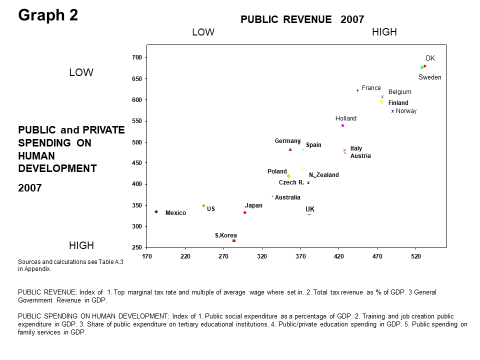 Graph 2
PUBLIC REVENUE 2007
LOW
HIGH
LOW
PUBLIC and PRIVATE
SPENDING ON
HUMAN
DEVELOPMENT
2007
HIGH
700
650
600
550
500
450
400
350
300
250
DK
Sweden
France
Belgium
Finland
Norway
Holland
Germany
Spain
Italy
Austria
Poland
N. Zealand
Czech R.
Australia
US
Japan
UK
Mexico
S.Korea
170
220
270
320
370
420
470
520
Sources and calculations see Table A.3
in Appendix.
PUBLIC REVENUE: Index of 1. Top marginal tax rate and multiple of average wage where set in. 2. Total tax revenue as % of GDP. 3 General
Government Revenue in GDP.
PUBLIC SPENDING ON HUMAN DEVELOPMENT: Index of 1. Public social expenditure as a percentage of GDP. 2. Training and job creation public
expenditure in GDP. 3. Share of public expenditure on tertiary educational institutions. 4. Public/private education spending in GDP. 5. Public spending on
family services in GDP.